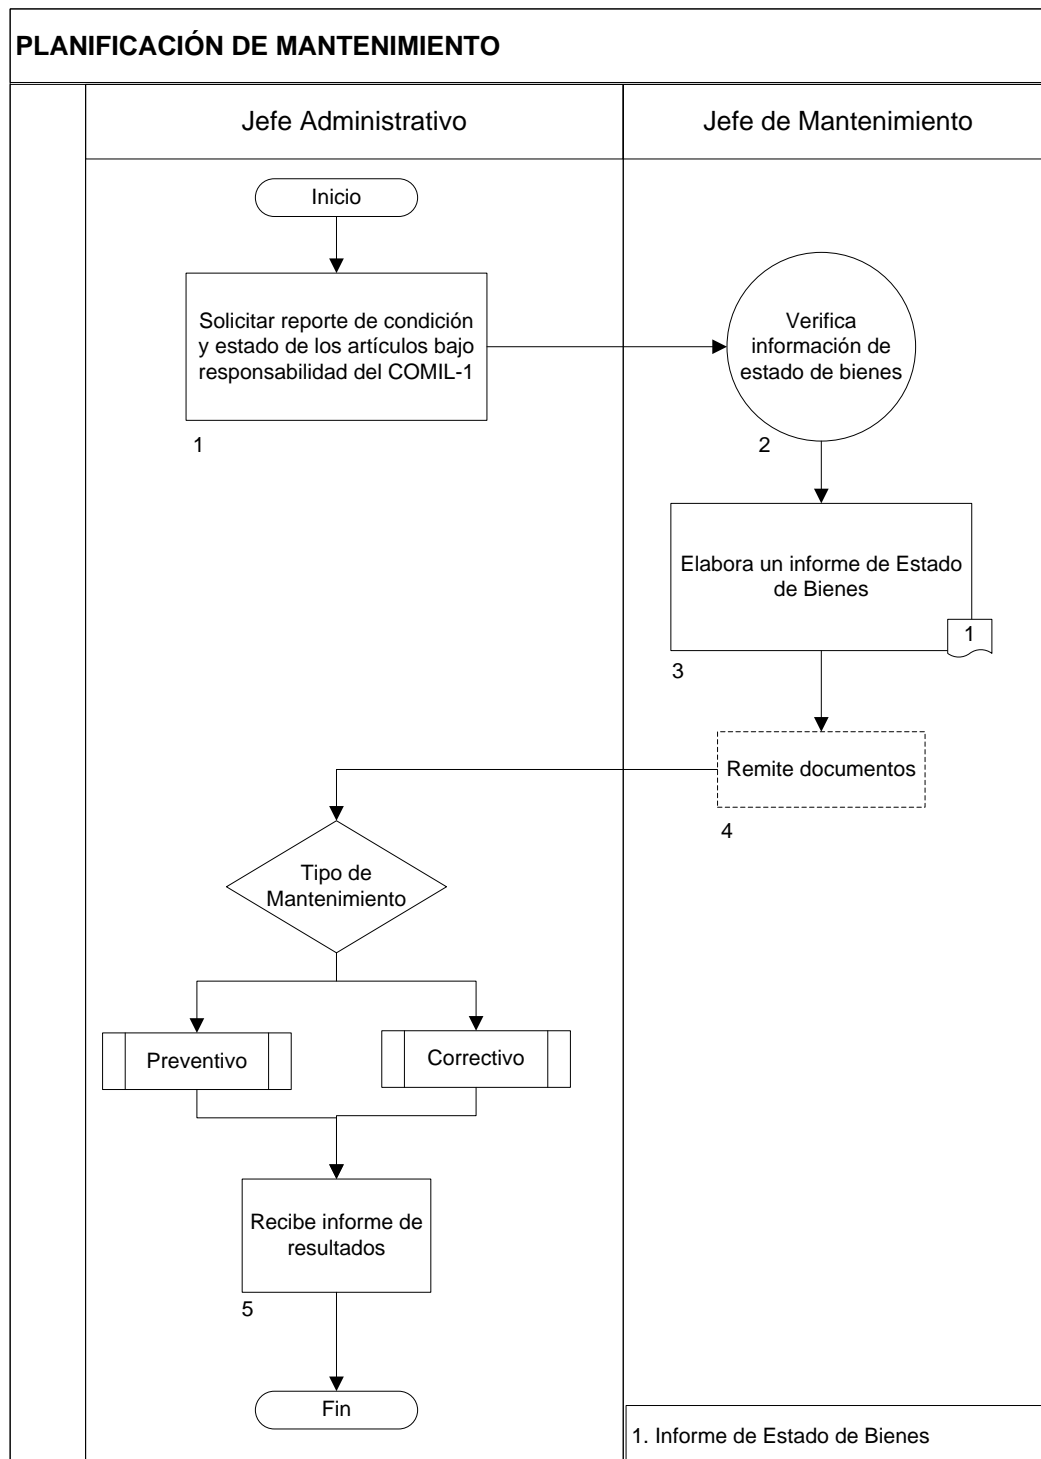 PLANIFICACIÓN DE MANTENIMIENTO
Jefe Administrativo
Jefe de Mantenimiento
Inicio
Solicitar reporte de condición
y estado de los artículos bajo
responsabilidad del COMIL-1
1
Verifica
información de
estado de bienes
2
Elabora un informe de Estado
de Bienes
1
3
Remite documentos
4
Tipo de
Mantenimiento
Preventivo
Correctivo
Recibe informe de
resultados
5
Fin
1. Informe de Estado de Bienes